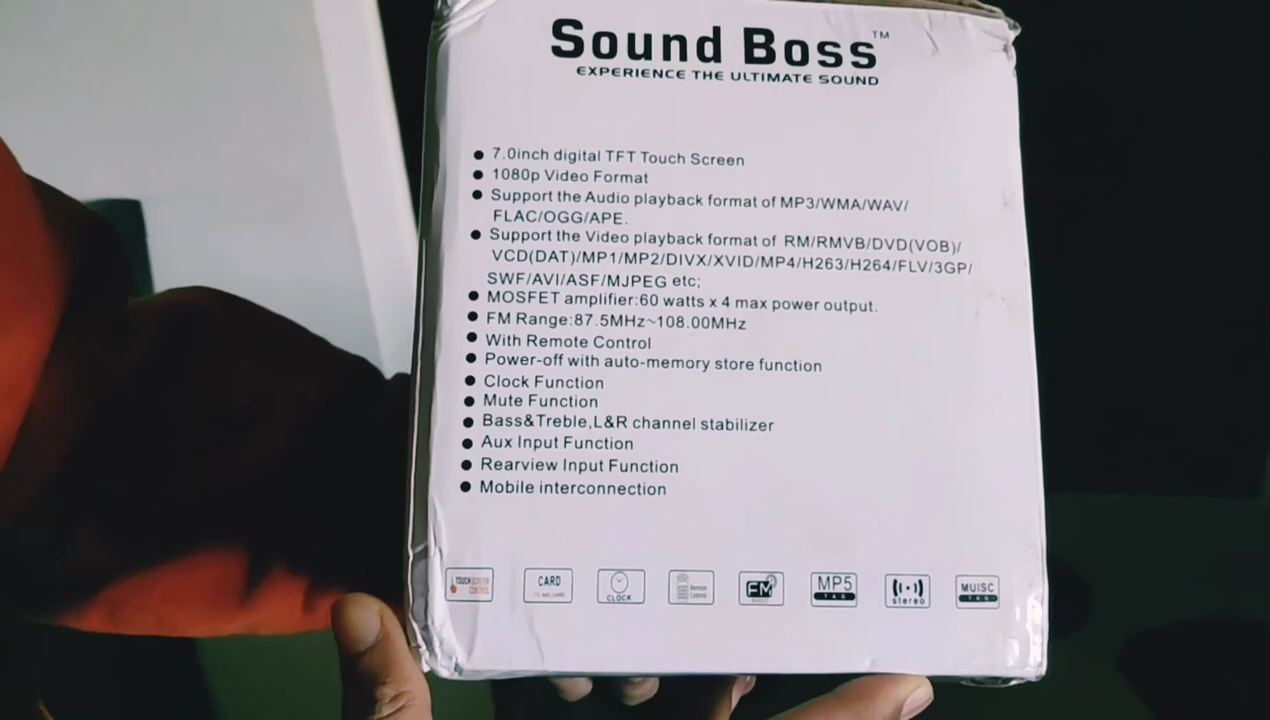 Sound Boss™
EXPERIENCE THE ULTIMATE SOUND
● 7.0inch digital TFT Touch Screen
● 1080p Video Format
● Support the Audio playback format of MP3/WMA/WAV/
FLAC/OGG/APE.
● Support the Video playback format of RM/RMVB/DVD(VOB)/
VCD(DAT)/MP1/MP2/DIVX/XVID/MP4/H263/H264/FLV/3GP/
SWF/AVI/ASF/MJPEG etc;
● MOSFET amplifier:60 watts x 4 max power output.
● FM Range:87.5MHz~108.00MHz
● With Remote Control
● Power-off with auto-memory store function
● Clock Function
● Mute Function
● Bass&Treble,L&R channel stabilizer
● Aux Input Function
● Rearview Input Function
● Mobile interconnection
TOUCH SCREEN CONTROL
CARD
CLOCK
Remote Control
FM
MP5
stereo
MUISC